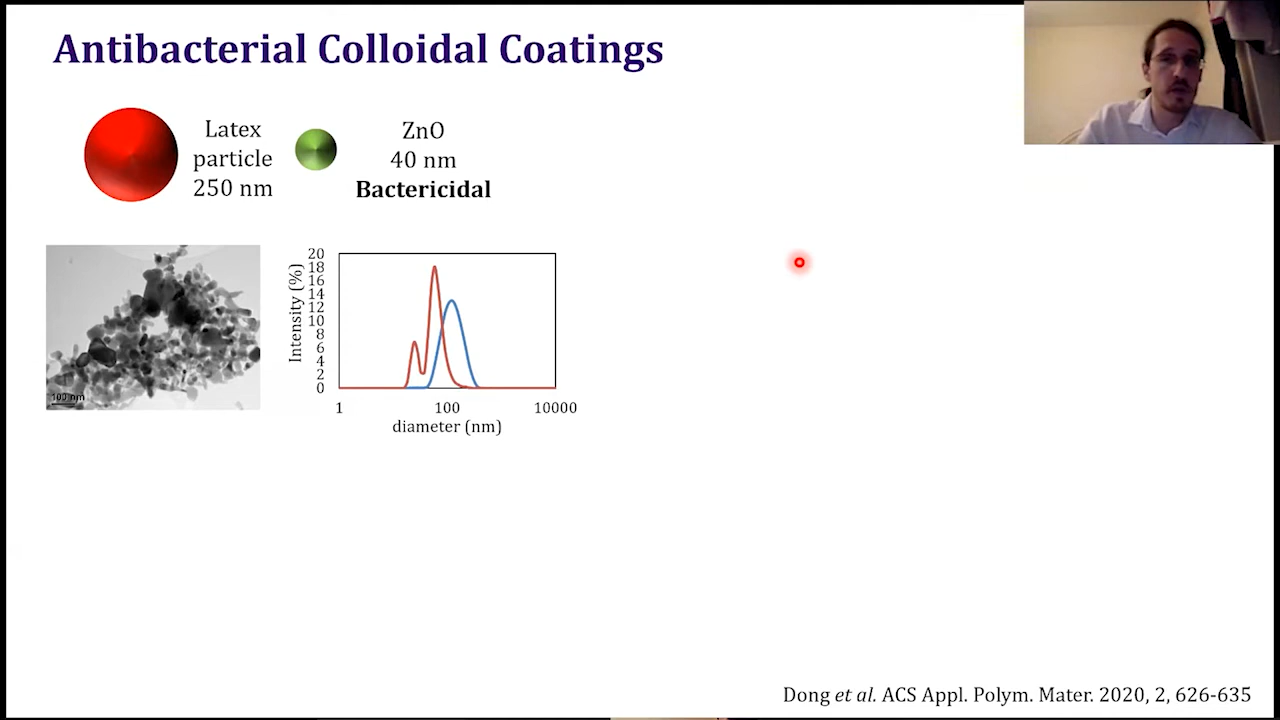 Antibacterial Colloidal Coatings
Latex
particle
250 nm
ZnO
40 nm
Bactericidal
100 nm
Intensity (%)
20
18
16
14
12
10
8
6
4
2
0
1
100
10000
diameter (nm)
Dong et al. ACS Appl. Polym. Mater. 2020, 2, 626-635